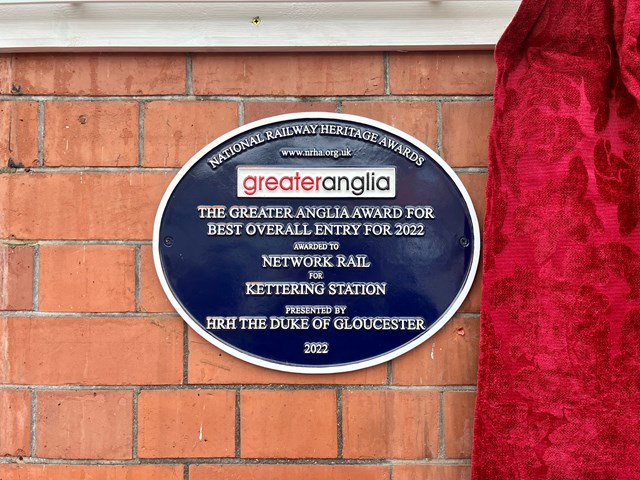 NATIONAL RAILWAY HERITAGE AWARDS
www.nrha.org.uk
greateranglia
THE GREATER ANGLIA AWARD FOR
BEST OVERALL ENTRY FOR 2022
AWARDED TO
NETWORK RAIL
FOR
KETTERING STATION
PRESENTED BY
HRH THE DUKE OF GLOUCESTER
2022